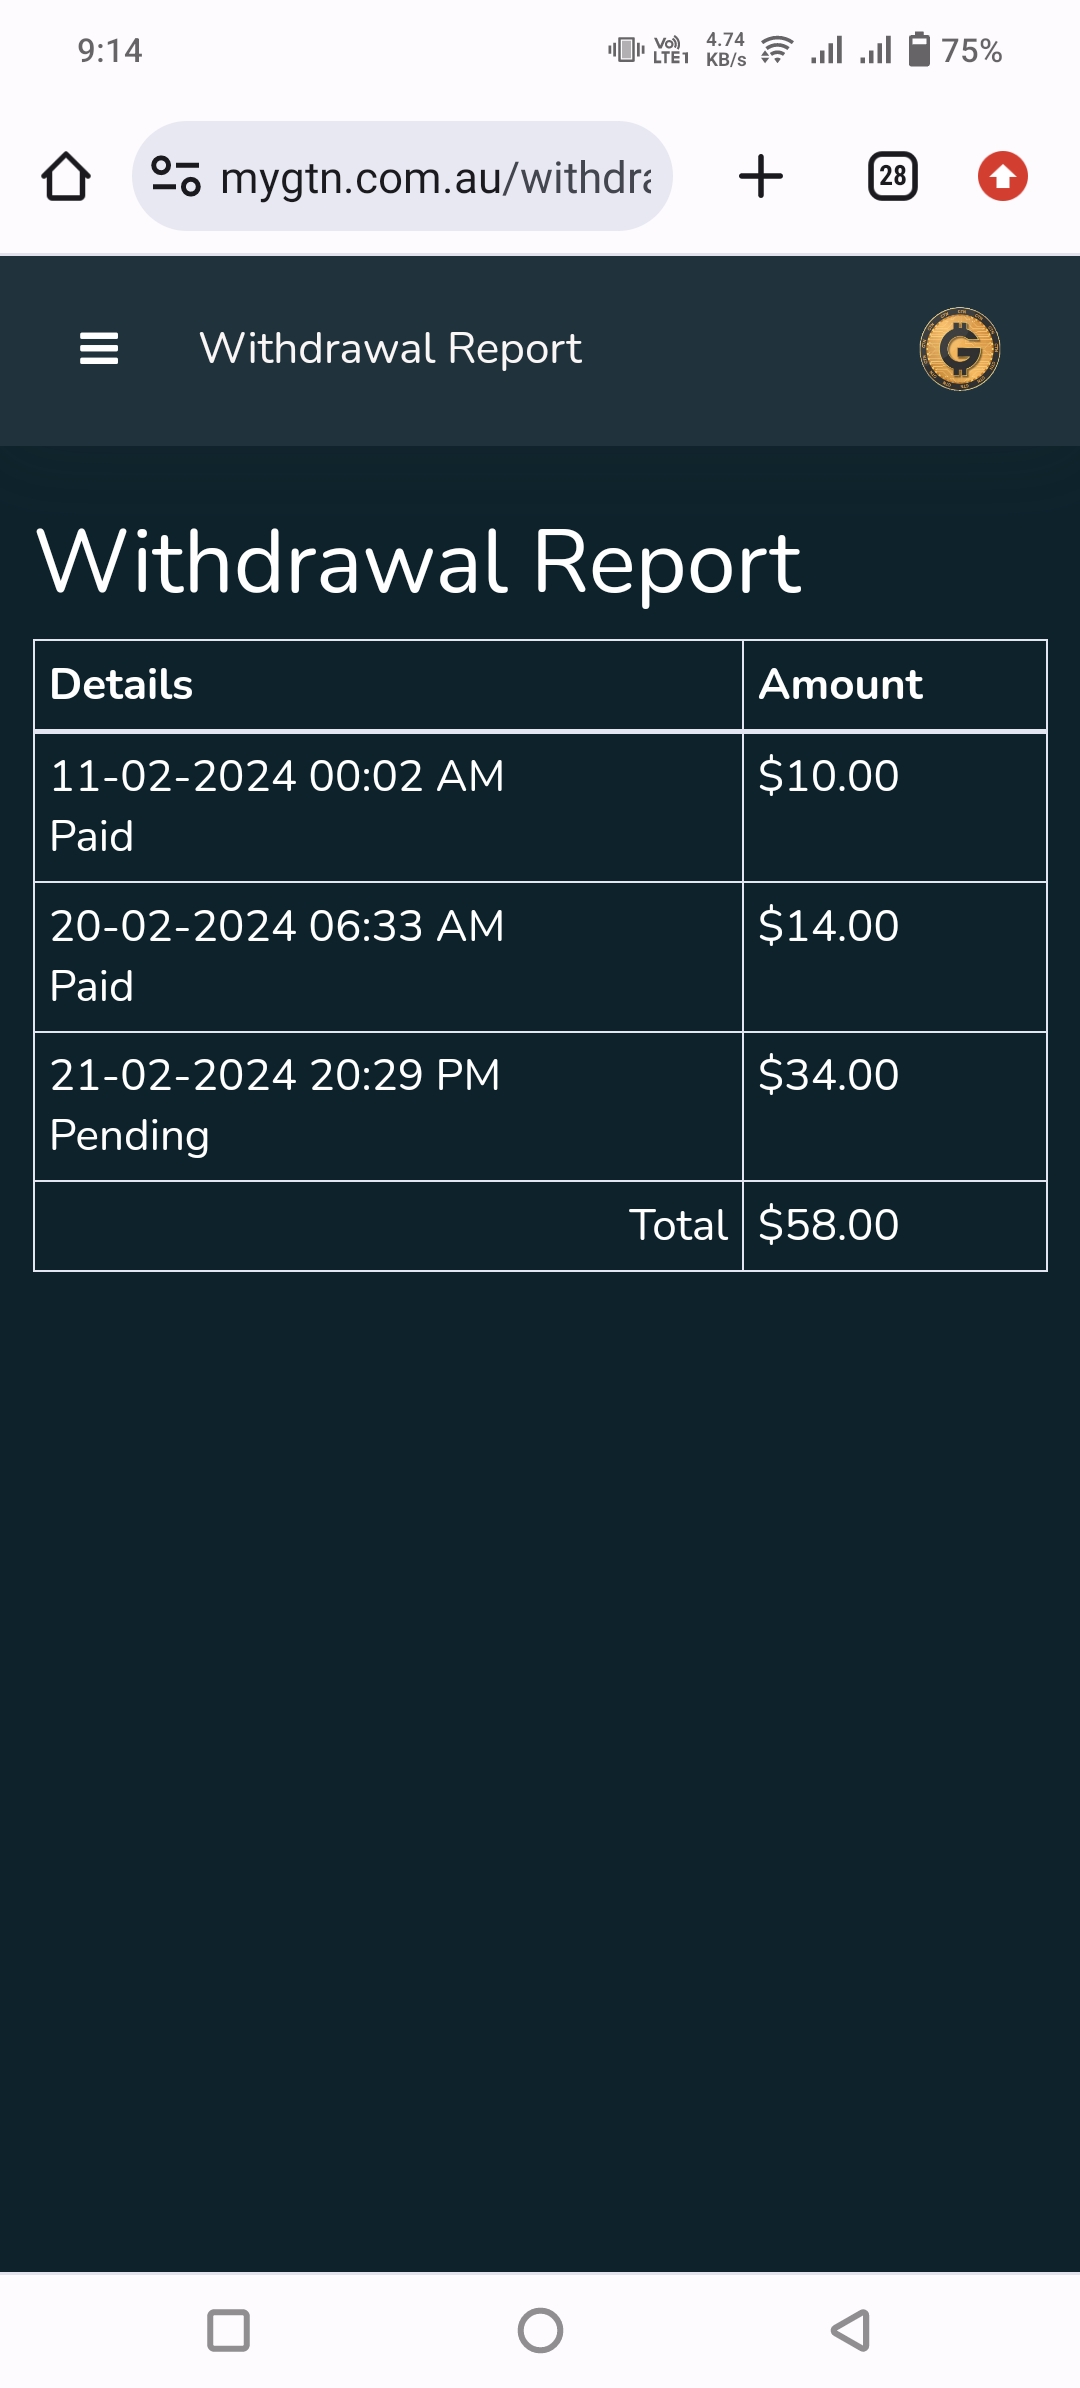 9:14
Vo)) LTE1
4.74 KB/s
75%
mygtn.com.au/withdra
28
Withdrawal Report
Withdrawal Report
Details Amount
11-02-2024 00:02 AM $10.00
Paid
20-02-2024 06:33 AM $14.00
Paid
21-02-2024 20:29 PM $34.00
Pending
Total $58.00